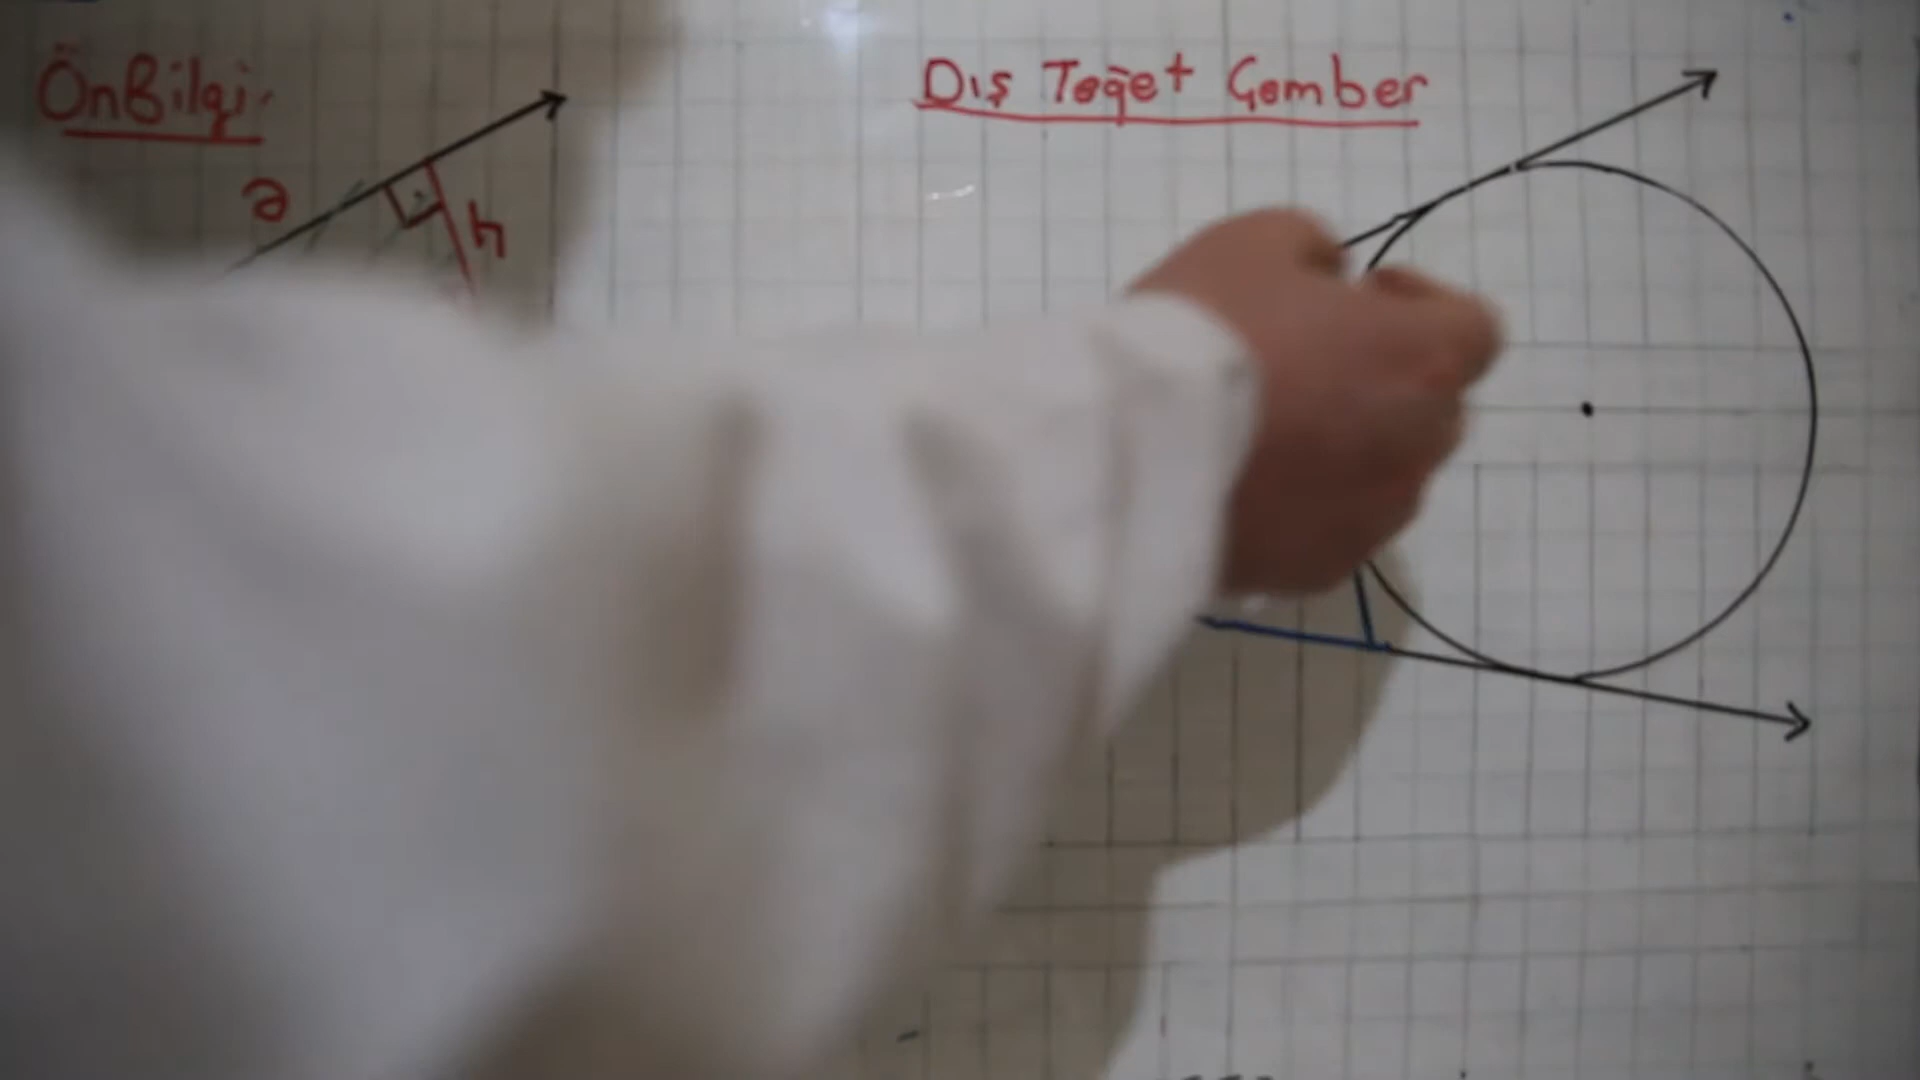 ÖnBilgi.
Dış Teğet Çember
a
h